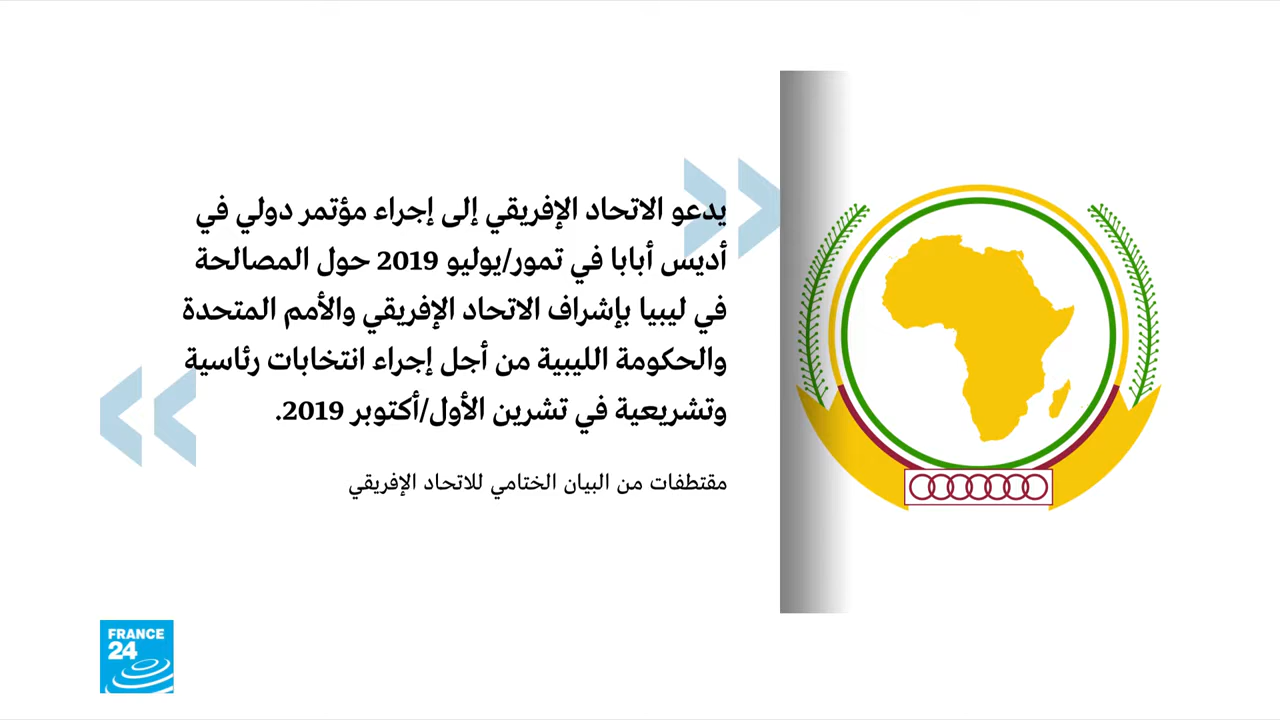 يدعو الاتحاد الإفريقي إلى إجراء مؤتمر دولي في
أديس أبابا في تمور/يوليو 2019 حول المصالحة
في ليبيا بإشراف الاتحاد الإفريقي والأمم المتحدة
والحكومة الليبية من أجل إجراء انتخابات رئاسية
وتشريعية في تشرين الأول/أكتوبر 2019.
مقتطفات من البيان الختامي للاتحاد الإفريقي
FRANCE
24